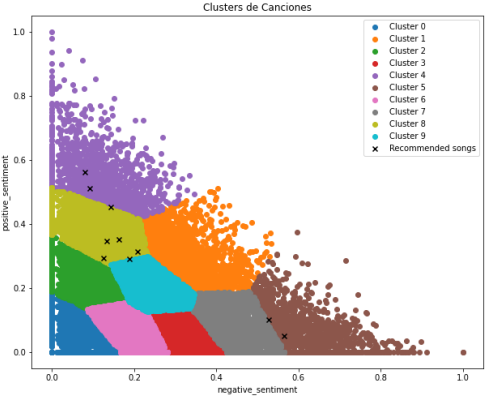 Clusters de Canciones
Cluster 0
Cluster 1
Cluster 2
Cluster 3
Cluster 4
Cluster 5
Cluster 6
Cluster 7
Cluster 8
Cluster 9
Recommended songs
positive_sentiment
1.0
0.8
0.6
0.4
0.2
0.0
0.0 0.2 0.4 0.6 0.8 1.0
negative_sentiment